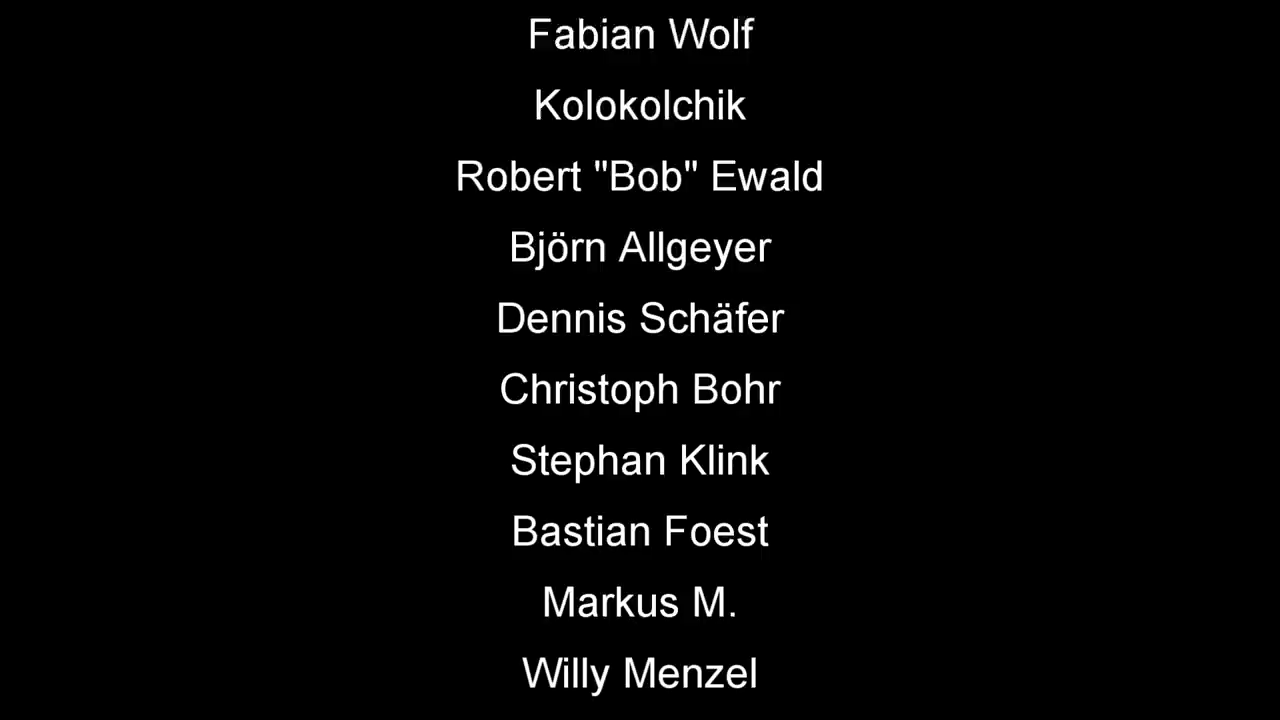 Fabian Wolf
Kolokolchik
Robert "Bob" Ewald
Björn Allgeyer
Dennis Schäfer
Christoph Bohr
Stephan Klink
Bastian Foest
Markus M.
Willy Menzel